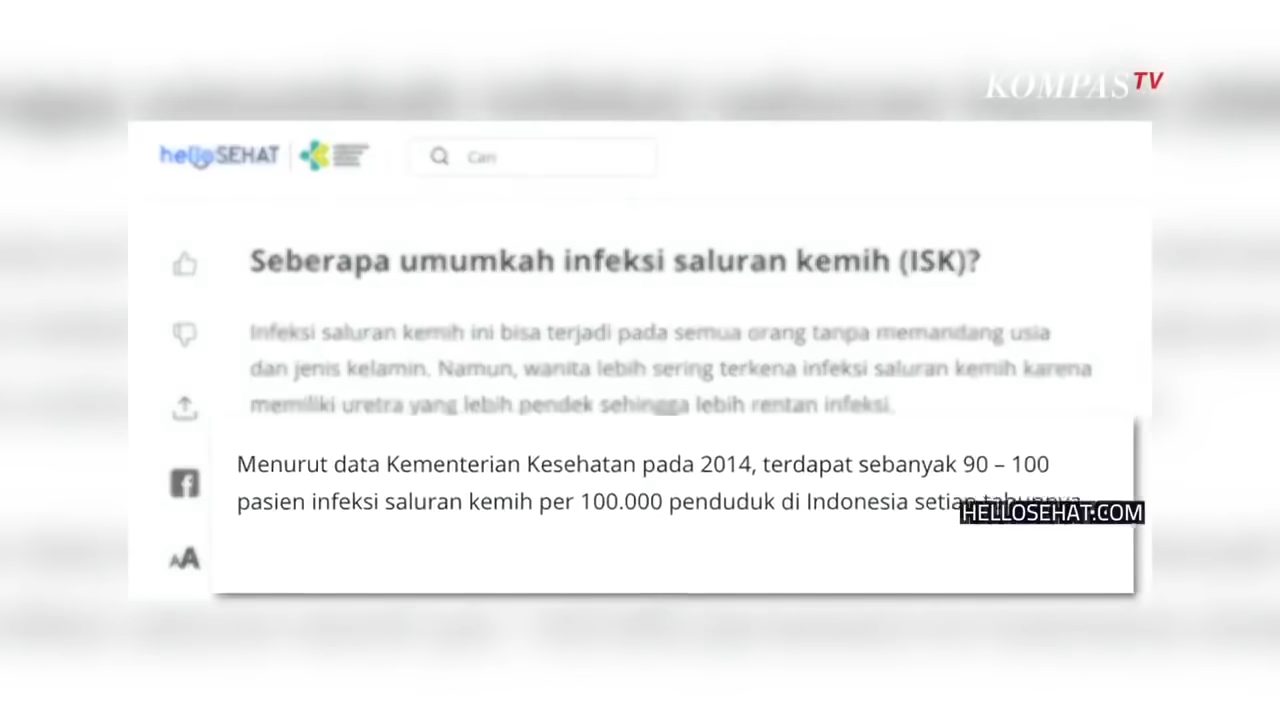 KOMPASTV
helloSEHAT
Cari
Seberapa umumkah infeksi saluran kemih (ISK)?
Infeksi saluran kemih ini bisa terjadi pada semua orang tanpa memandang usia
dan jenis kelamin. Namun, wanita lebih sering terkena infeksi saluran kemih karena
memiliki uretra yang lebih pendek sehingga lebih rentan infeksi.
Menurut data Kementerian Kesehatan pada 2014, terdapat sebanyak 90 – 100
pasien infeksi saluran kemih per 100.000 penduduk di Indonesia setiap tahunnya.
HELLOSEHAT.COM
AA